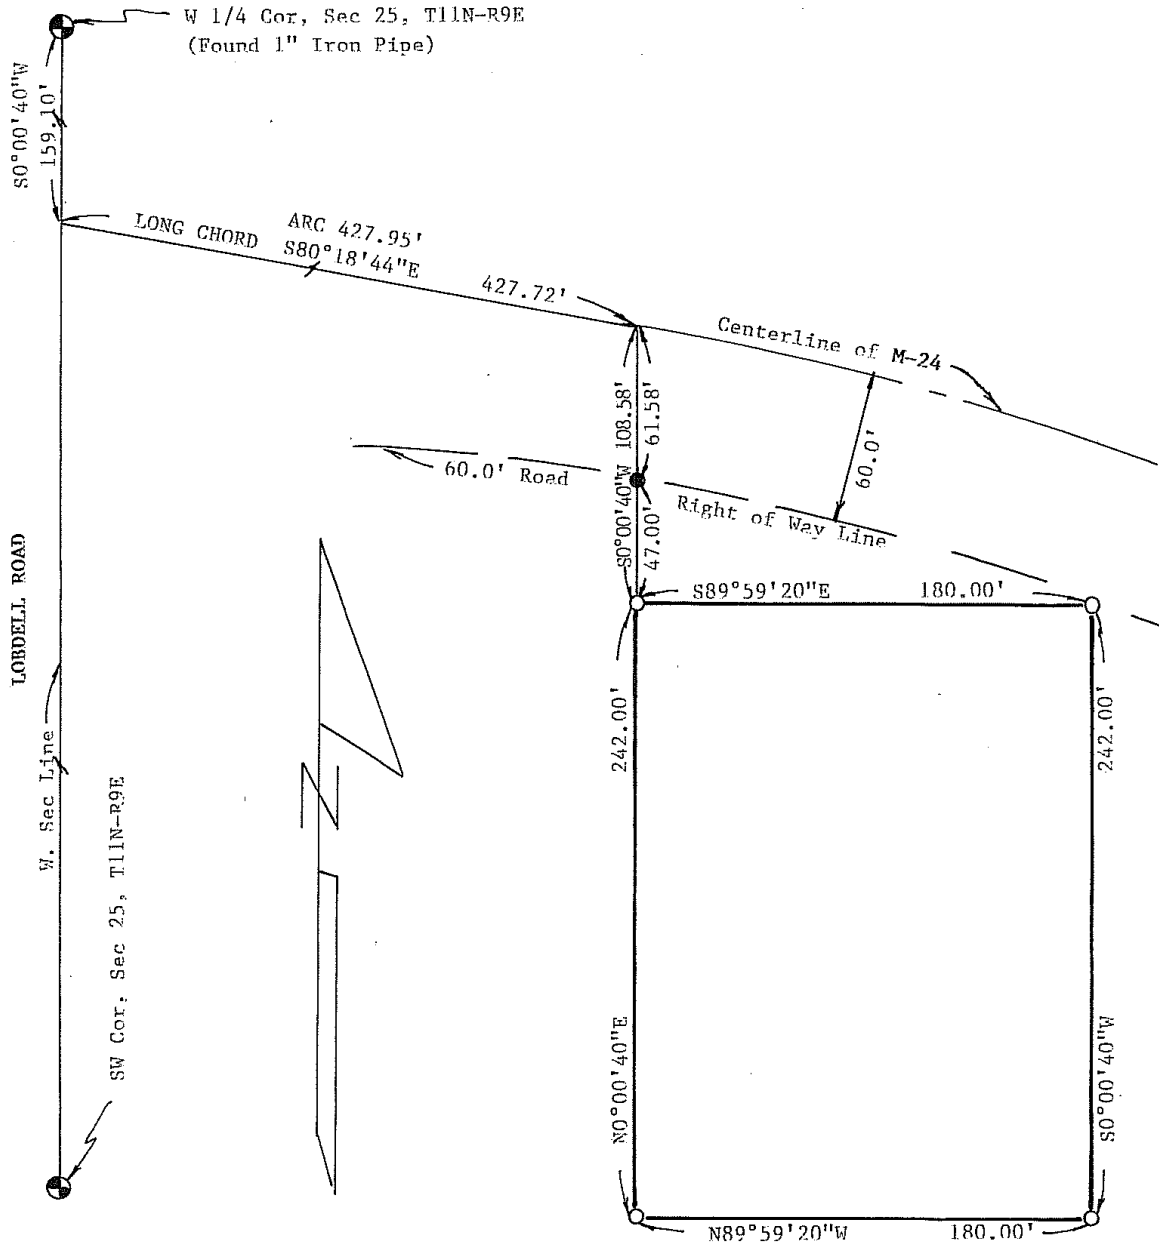 W 1/4 Cor, Sec 25, T11N-R9E
(Found 1" Iron Pipe)
S0°00'40"W
159.10'
LONG CHORD
ARC 427.95'
S80°18'44"E
427.72'
Centerline of M-24
S0°00'40"W 108.58'
61.58'
60.0'
60.0' Road
Right of Way Line
47.00'
S89°59'20"E
180.00'
LOBDELL ROAD
W. Sec Line
242.00'
242.00'
N
SW Cor, Sec 25, T11N-R9E
N0°00'40"E
S0°00'40"W
N89°59'20"W
180.00'